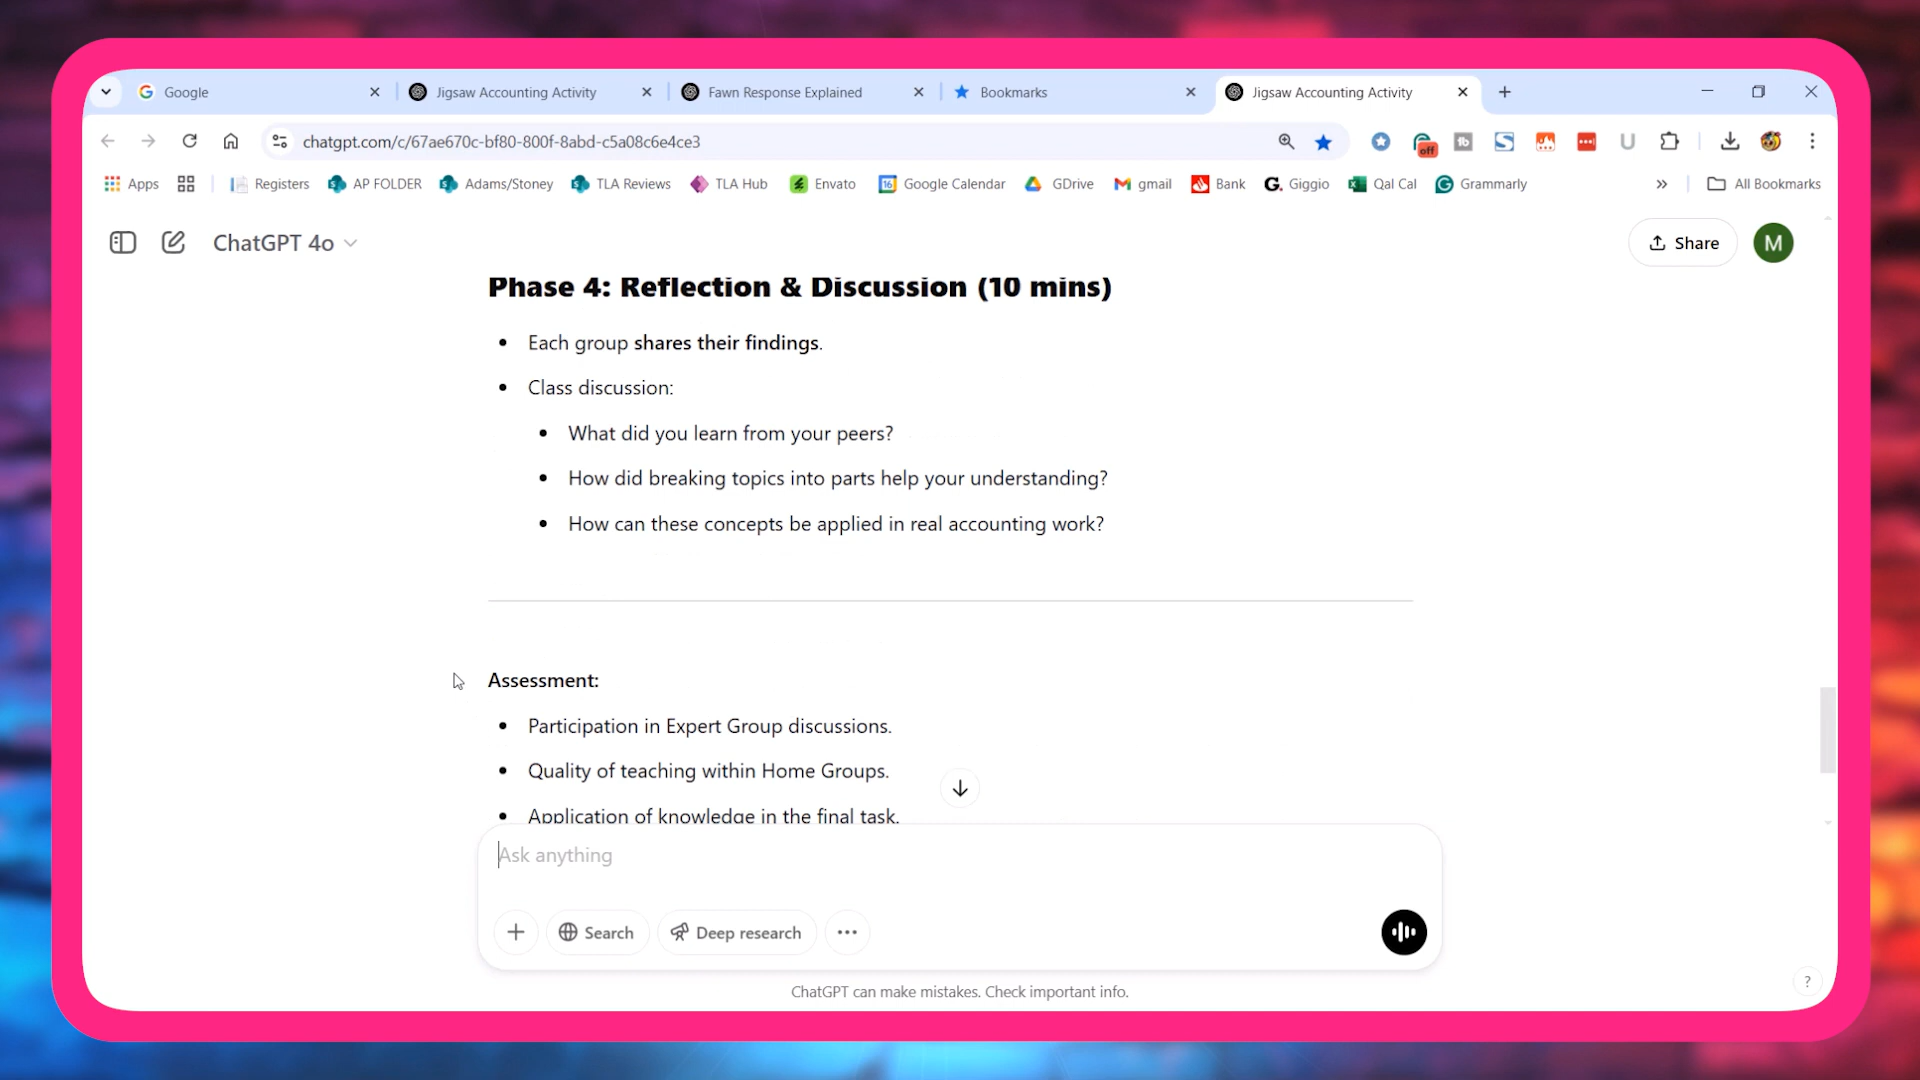 Google
Jigsaw Accounting Activity
Fawn Response Explained
Bookmarks
Jigsaw Accounting Activity
chatgpt.com/c/67ae670c-bf80-800f-8abd-c5a08c6e4ce3
off
Apps
Registers
AP FOLDER
Adams/Stoney
TLA Reviews
TLA Hub
Envato
16
Google Calendar
GDrive
gmail
Bank
G.
Giggio
Qal Cal
Grammarly
All Bookmarks
ChatGPT 4o
Share
M
Phase 4: Reflection & Discussion (10 mins)
Each group shares their findings.
Class discussion:
What did you learn from your peers?
How did breaking topics into parts help your understanding?
How can these concepts be applied in real accounting work?
Assessment:
Participation in Expert Group discussions.
Quality of teaching within Home Groups.
Application of knowledge in the final task.
Ask anything
Search
Deep research
ChatGPT can make mistakes. Check important info.
?